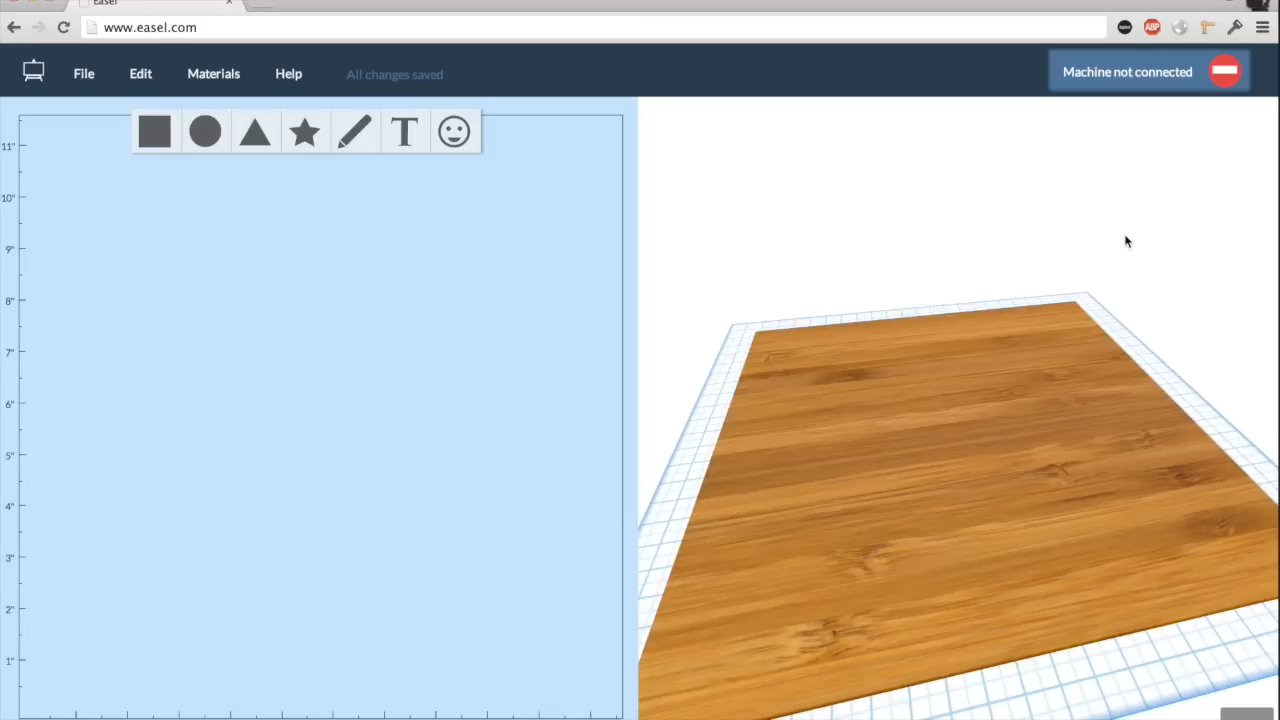 Easel
www.easel.com
ABP
File Edit Materials Help All changes saved Machine not connected
T
11"
10"
9"
8"
7"
6"
5"
4"
3"
2"
1"